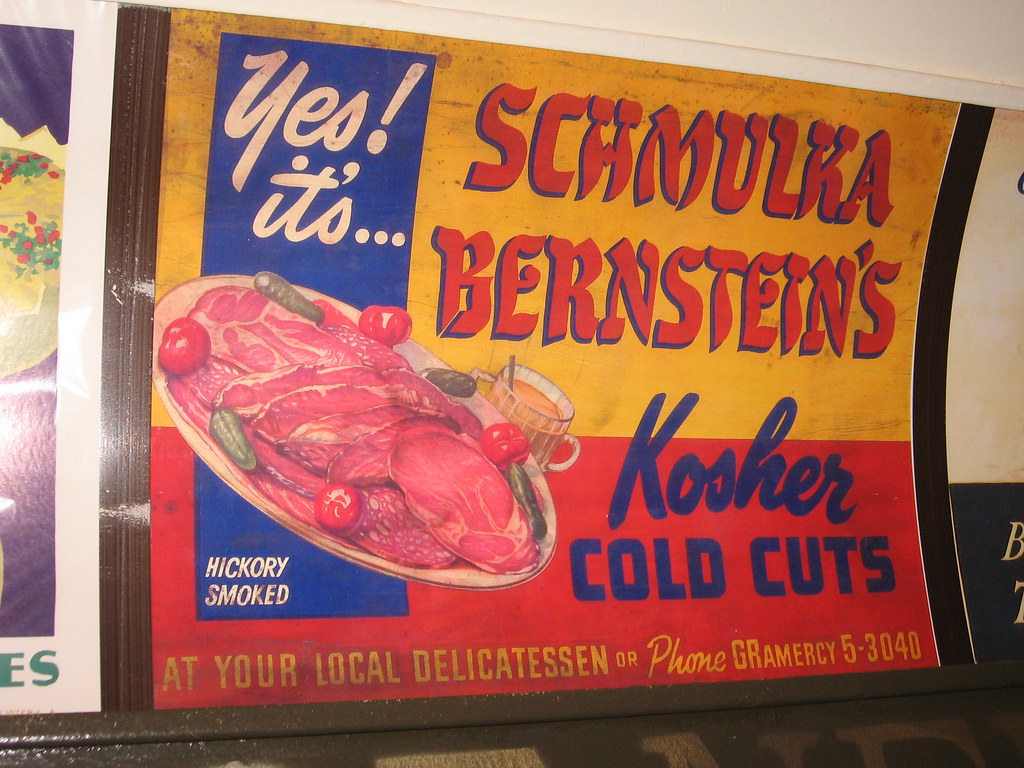 Yes!
it's...
SCHMULKA
BERNSTEIN'S
Kosher
COLD CUTS
HICKORY
SMOKED
AT YOUR LOCAL DELICATESSEN OR Phone GRAMERCY 5-3040
ES
B
T